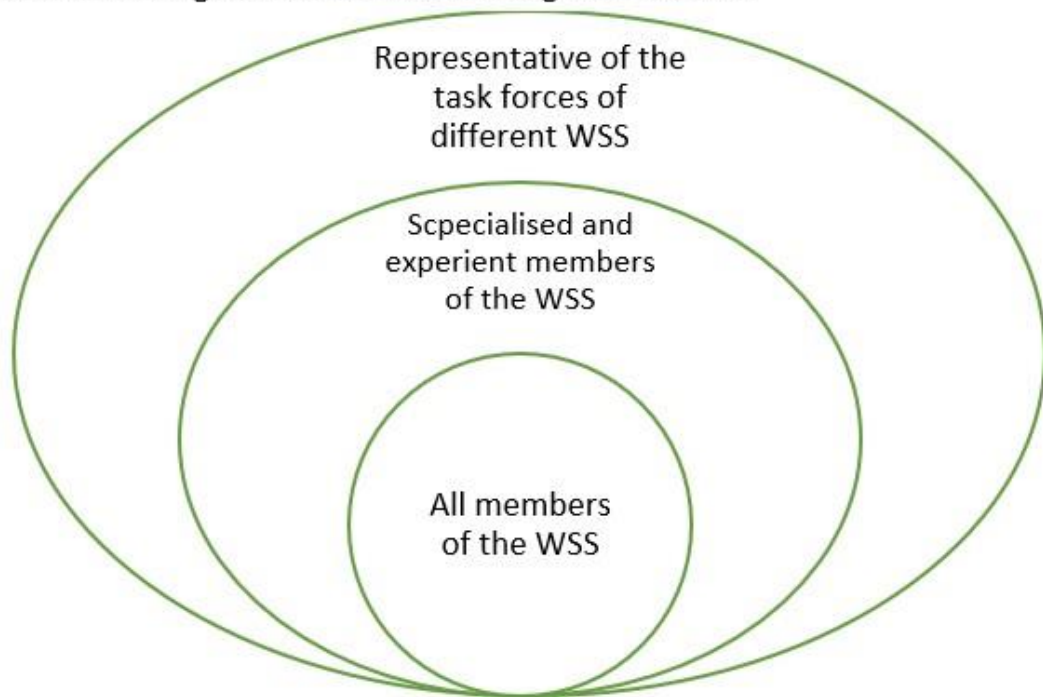 Representative of the
task forces of
different WSS
Scpecialised and
experient members
of the WSS
All members
of the WSS